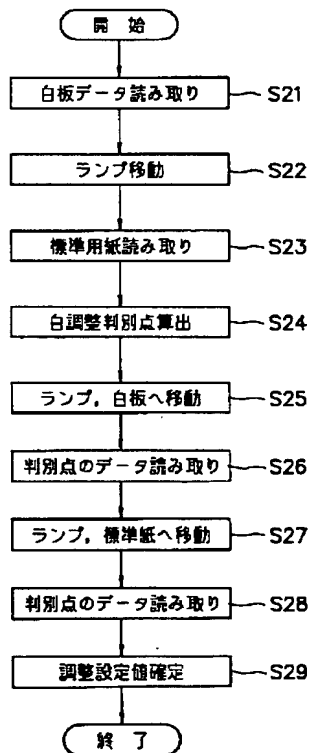 開 始
白板データ読み取り S21
ランプ移動 S22
標準用紙読み取り S23
白調整判別点算出 S24
ランプ，白板へ移動 S25
判別点のデータ読み取り S26
ランプ，標準紙へ移動 S27
判別点のデータ読み取り S28
調整設定値確定 S29
終 了